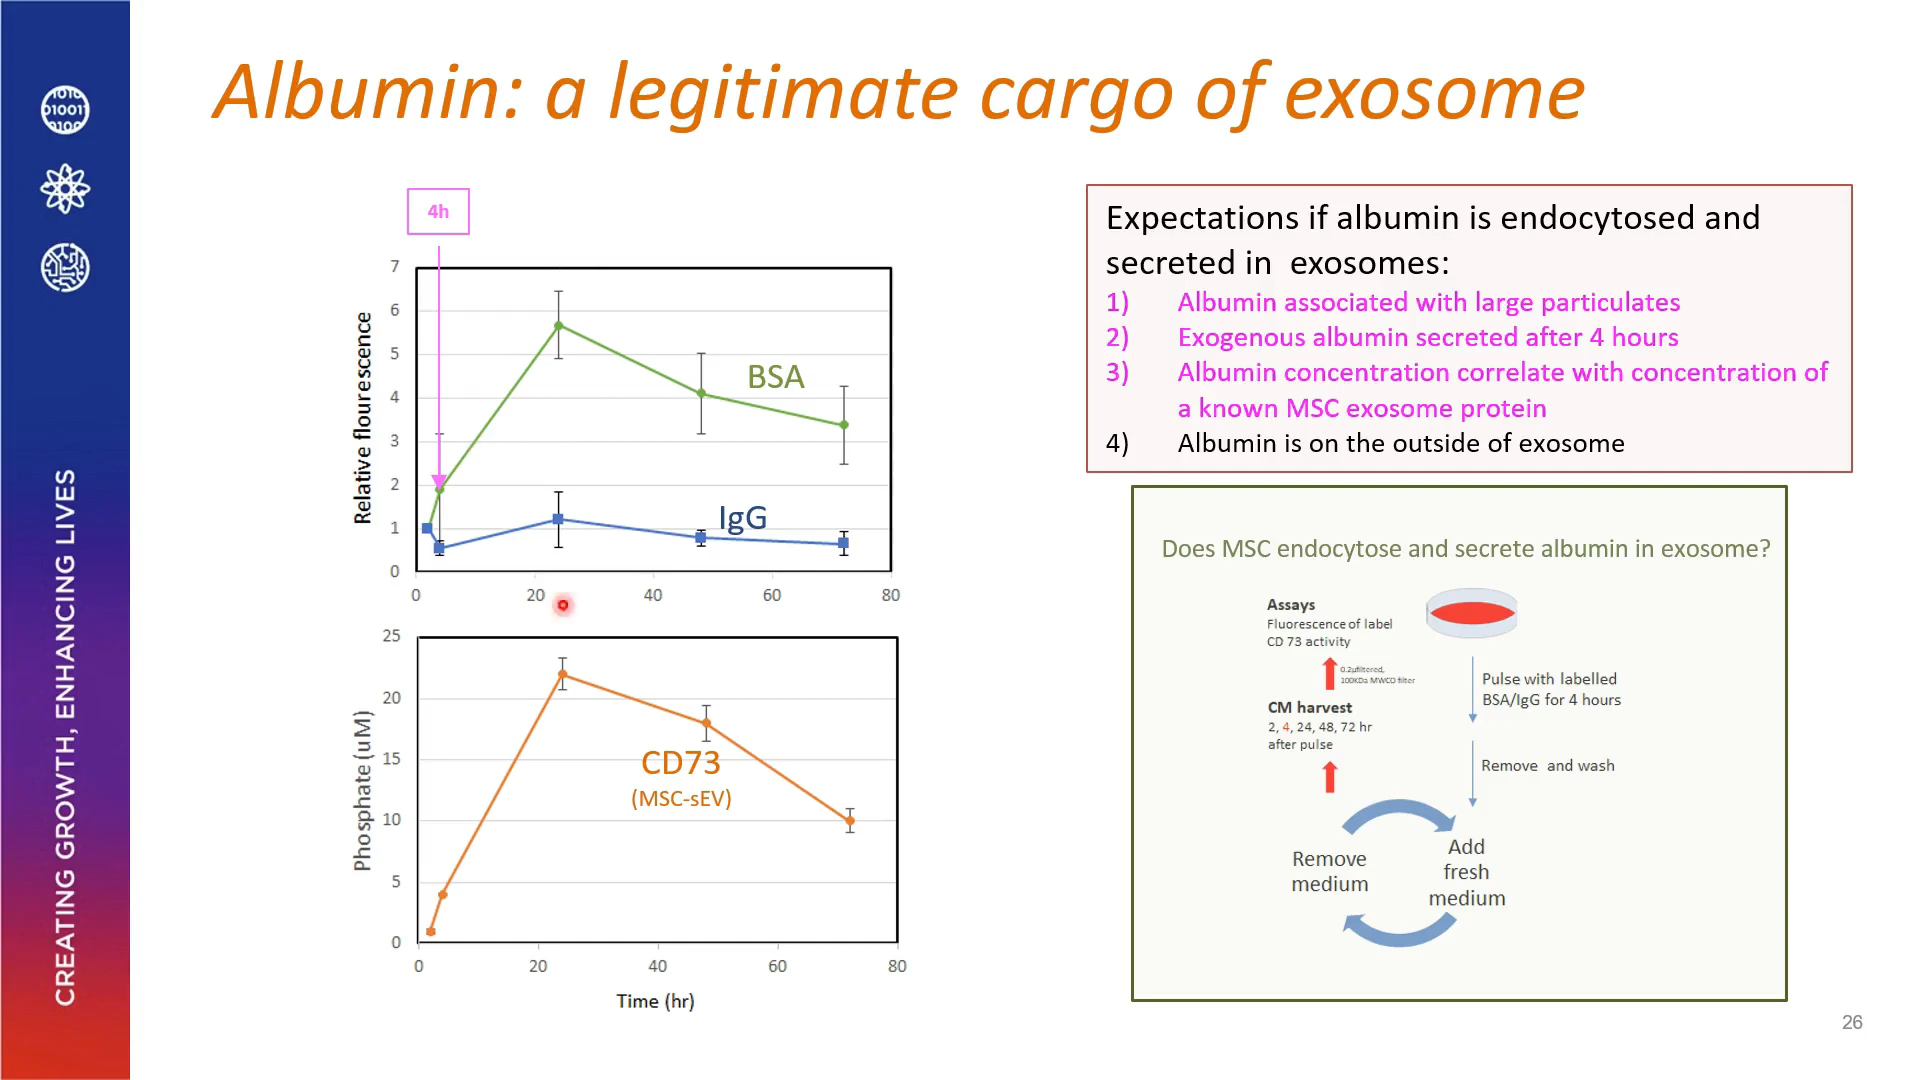 Albumin: a legitimate cargo of exosome
CREATING GROWTH, ENHANCING LIVES
4h
7
6
5
4
3
2
1
0
Relative flourescence
BSA
IgG
0
20
40
60
80
25
20
15
10
5
0
Phosphate (uM)
CD73
(MSC-sEV)
0
20
40
60
80
Time (hr)
Expectations if albumin is endocytosed and
secreted in exosomes:
1) Albumin associated with large particulates
2) Exogenous albumin secreted after 4 hours
3) Albumin concentration correlate with concentration of
a known MSC exosome protein
4) Albumin is on the outside of exosome
Does MSC endocytose and secrete albumin in exosome?
Assays
Fluorescence of label
CD 73 activity
0.2µfiltered,
100KDa MWCO filter
CM harvest
2, 4, 24, 48, 72 hr
after pulse
Pulse with labelled
BSA/IgG for 4 hours
Remove and wash
Add
fresh
medium
Remove
medium
26